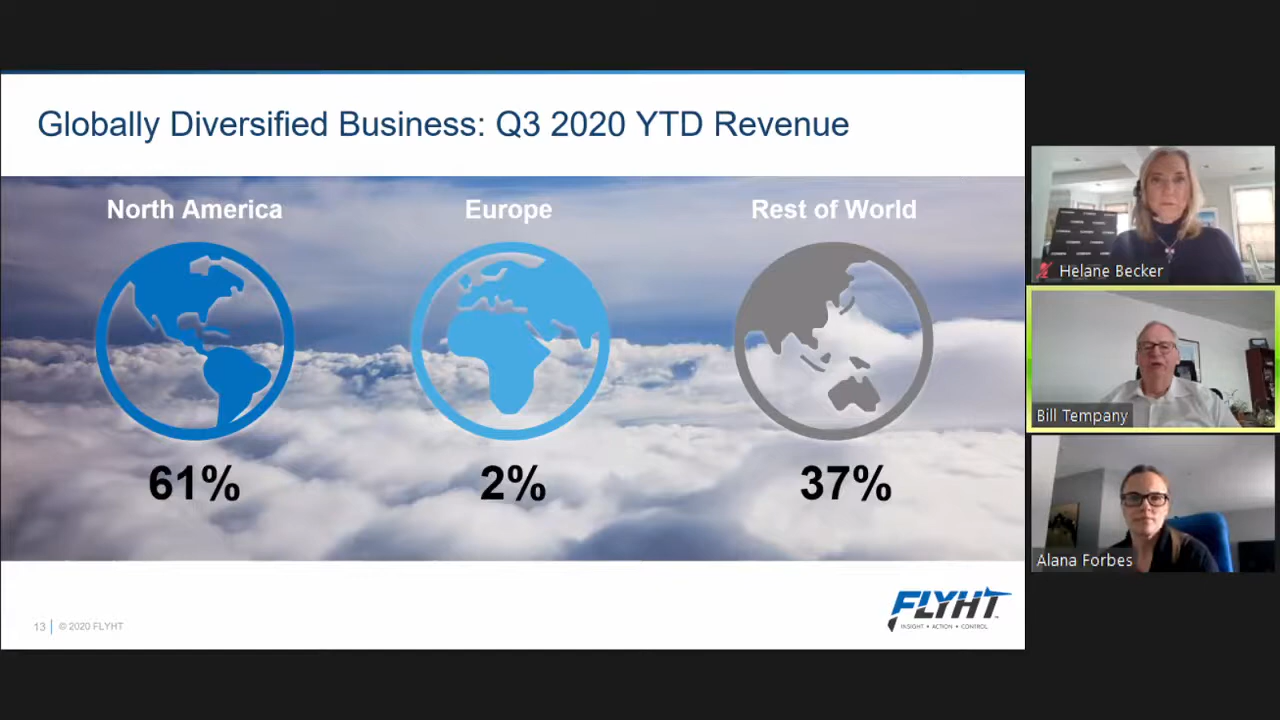 Globally Diversified Business: Q3 2020 YTD Revenue
North America
Europe
Rest of World
61%
2%
37%
13
© 2020 FLYHT
FLYHT
INSIGHT • ACTION • CONTROL
Helane Becker
Bill Tempany
Alana Forbes